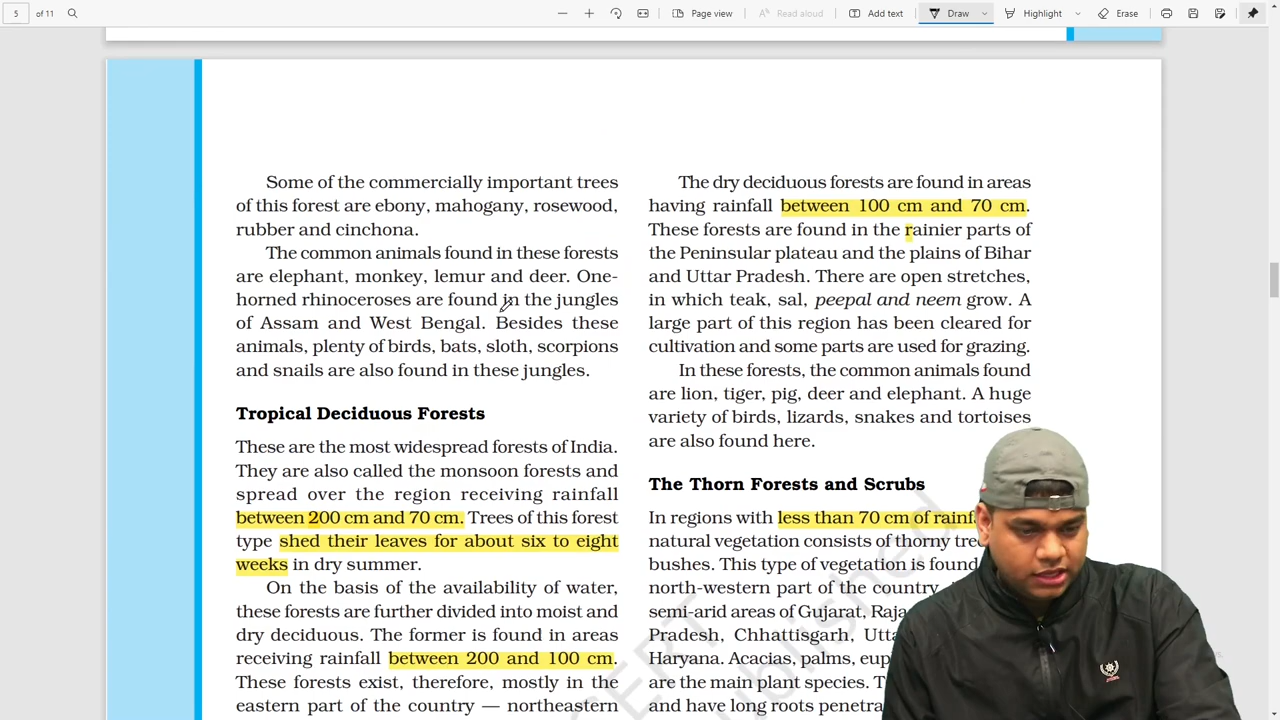 5 of 11 Page view Read aloud Add text Draw Highlight Erase
Some of the commercially important trees
of this forest are ebony, mahogany, rosewood,
rubber and cinchona.
The common animals found in these forests
are elephant, monkey, lemur and deer. One-
horned rhinoceroses are found in the jungles
of Assam and West Bengal. Besides these
animals, plenty of birds, bats, sloth, scorpions
and snails are also found in these jungles.
Tropical Deciduous Forests
These are the most widespread forests of India.
They are also called the monsoon forests and
spread over the region receiving rainfall
between 200 cm and 70 cm. Trees of this forest
type shed their leaves for about six to eight
weeks in dry summer.
On the basis of the availability of water,
these forests are further divided into moist and
dry deciduous. The former is found in areas
receiving rainfall between 200 and 100 cm.
These forests exist, therefore, mostly in the
eastern part of the country — northeastern
The dry deciduous forests are found in areas
having rainfall between 100 cm and 70 cm.
These forests are found in the rainier parts of
the Peninsular plateau and the plains of Bihar
and Uttar Pradesh. There are open stretches,
in which teak, sal, peepal and neem grow. A
large part of this region has been cleared for
cultivation and some parts are used for grazing.
In these forests, the common animals found
are lion, tiger, pig, deer and elephant. A huge
variety of birds, lizards, snakes and tortoises
are also found here.
The Thorn Forests and Scrubs
In regions with less than 70 cm of
natural vegetation consists of thorny
bushes. This type of vegetation is found
north-western part of the country,
semi-arid areas of Gujarat,
Pradesh, Chhattisgarh,
Haryana. Acacias, palms,
are the main plant species.
and have long roots